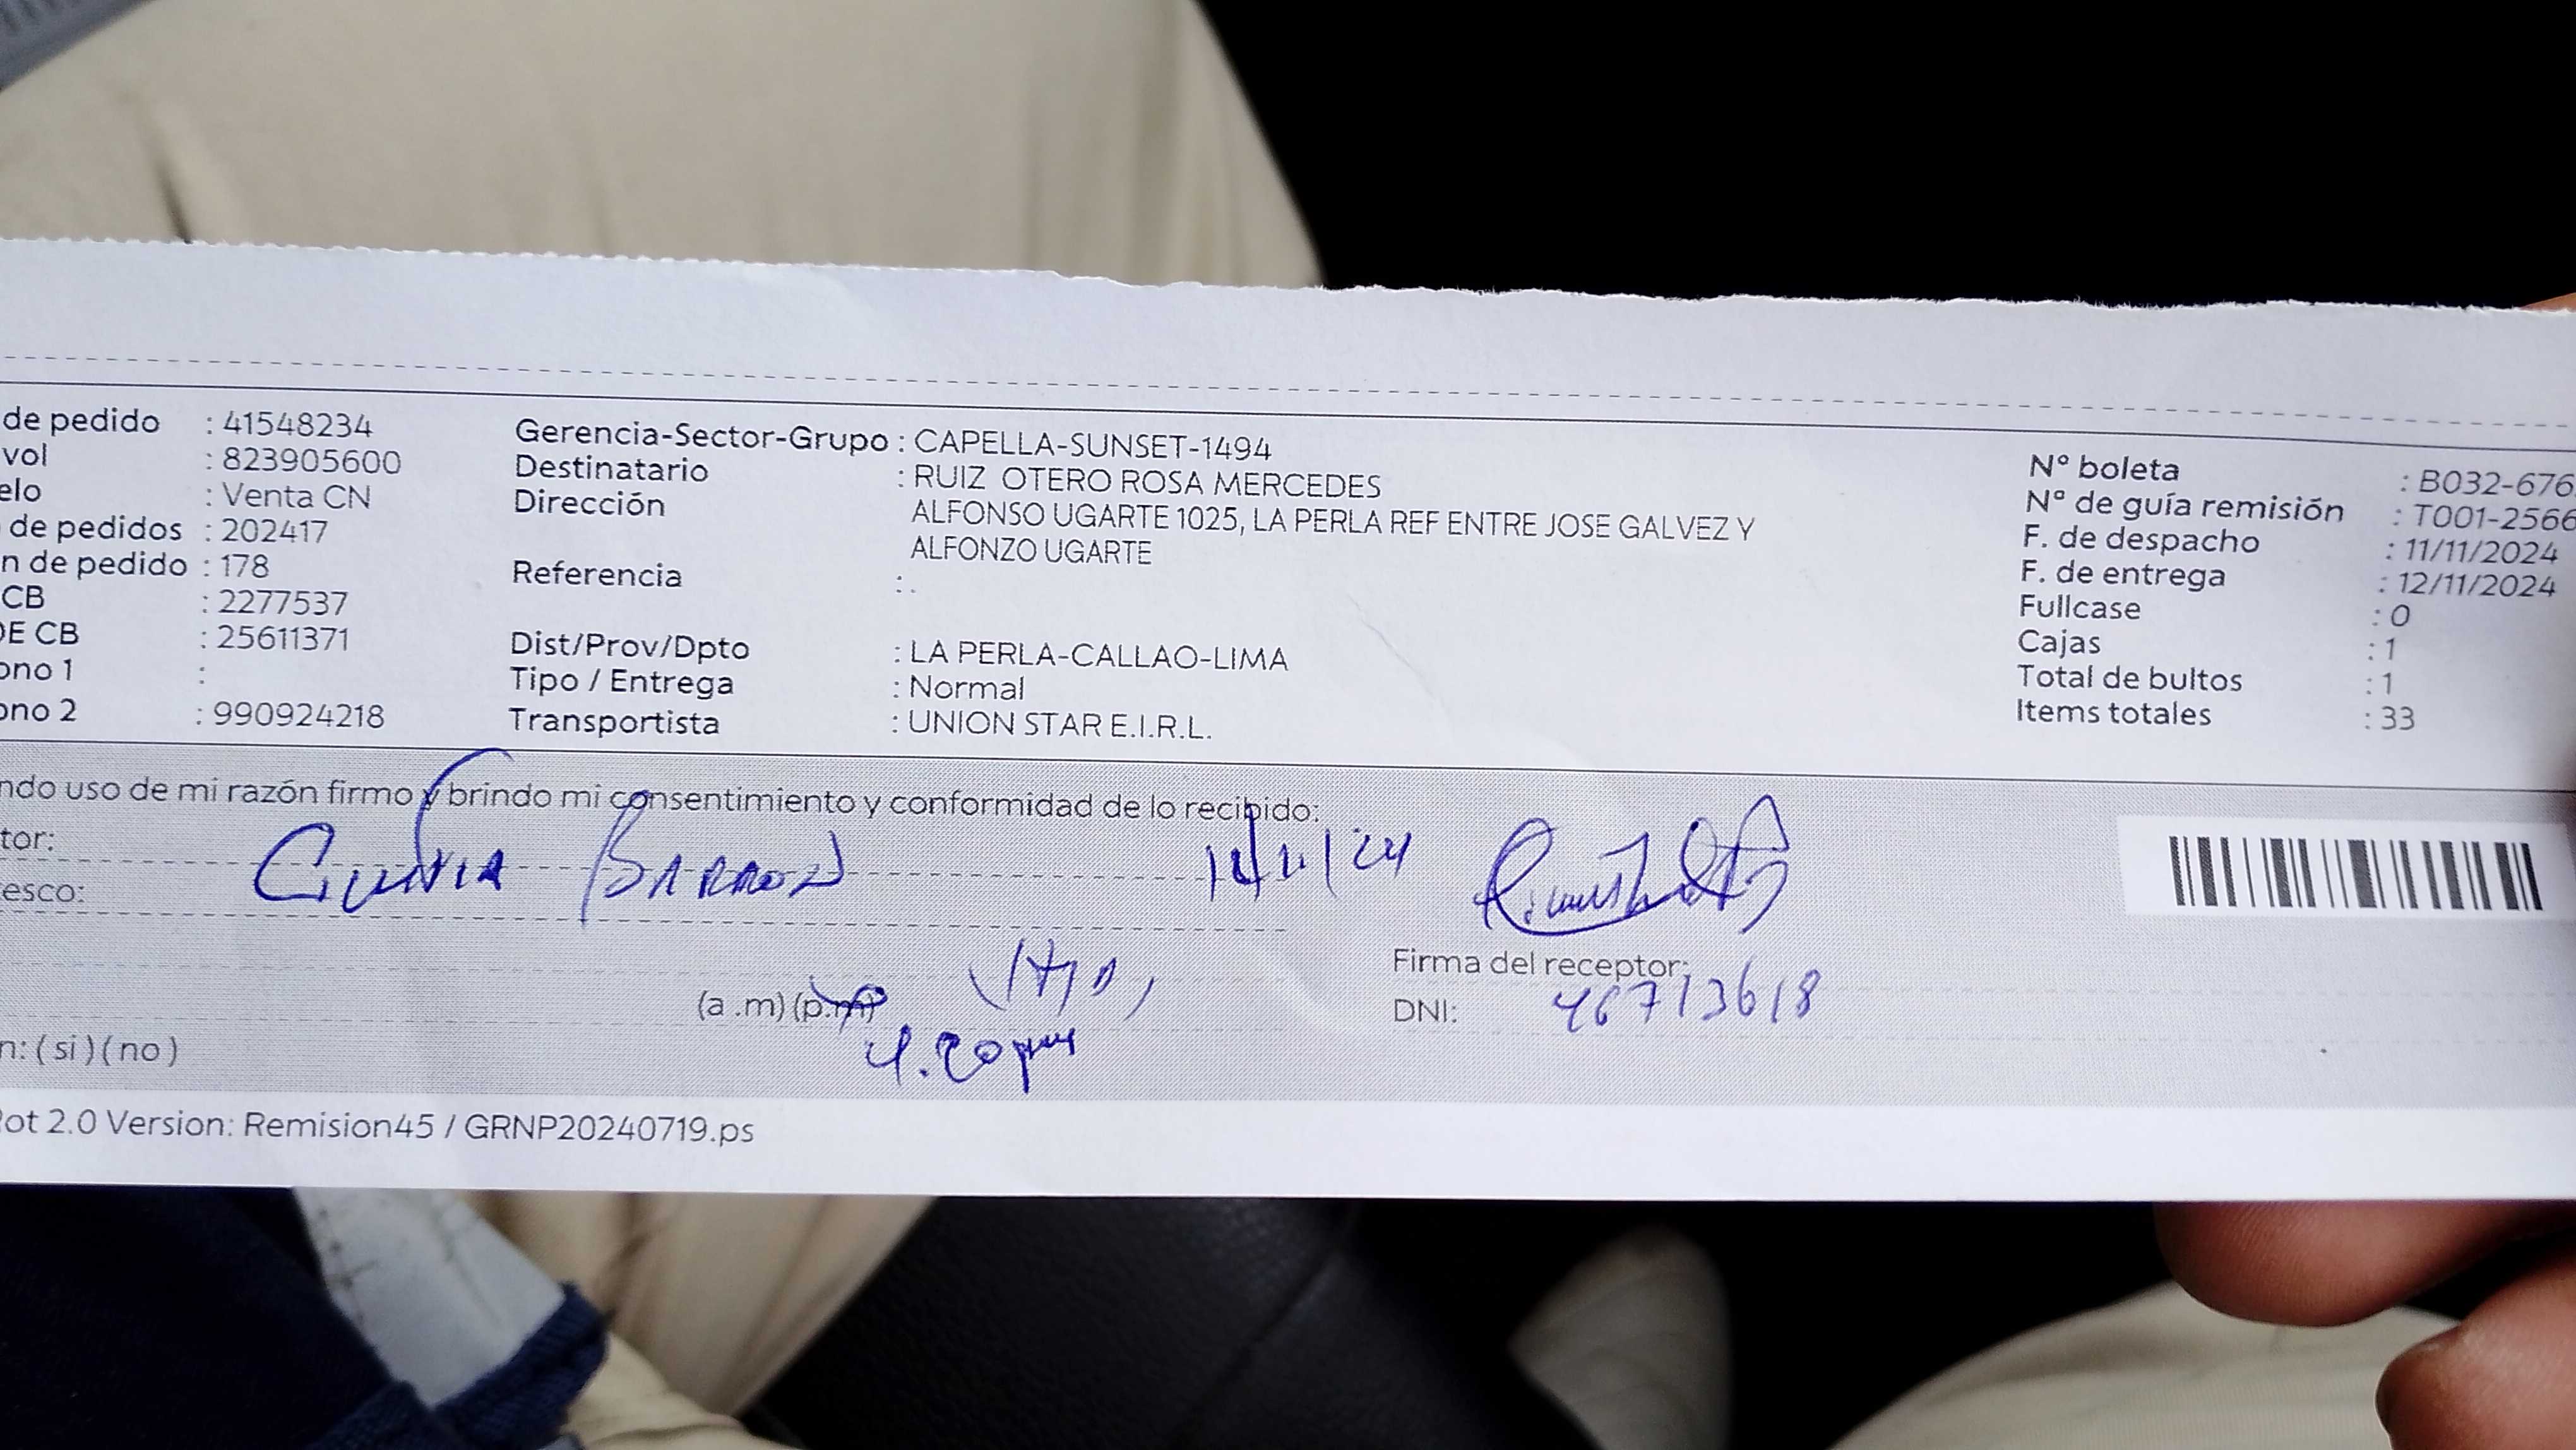 de pedido : 41548234
vol : 823905600
elo : Venta CN
de pedidos : 202417
n de pedido : 178
CB : 2277537
DE CB : 25611371
ono 1 :
ono 2 : 990924218
Gerencia-Sector-Grupo : CAPELLA-SUNSET-1494
Destinatario : RUIZ OTERO ROSA MERCEDES
Dirección ALFONSO UGARTE 1025, LA PERLA REF ENTRE JOSE GALVEZ Y
ALFONZO UGARTE
Referencia : .
Dist/Prov/Dpto : LA PERLA-CALLAO-LIMA
Tipo / Entrega : Normal
Transportista : UNION STAR E.I.R.L.
Nº boleta : B032-676
Nº de guía remisión : T001-2566
F. de despacho : 11/11/2024
F. de entrega : 12/11/2024
Fullcase : 0
Cajas : 1
Total de bultos : 1
Items totales : 33
ndo uso de mi razón firmo y brindo mi consentimiento y conformidad de lo recibido:
tor:
esco:
Firma del receptor:
(a .m) (p.m)
DNI: 46713618
n: ( si ) ( no )
ot 2.0 Version: Remision45 / GRNP20240719.ps